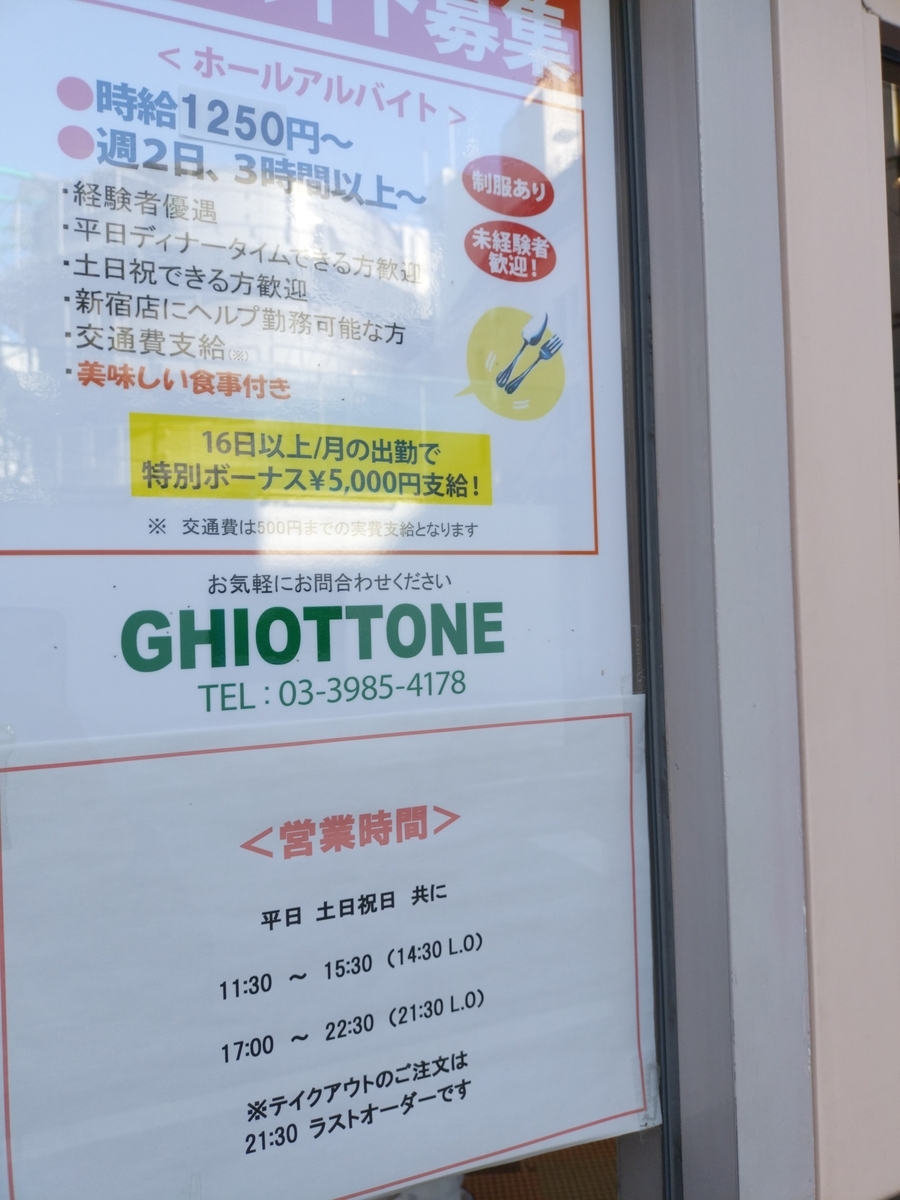 イト募集
＜ホールアルバイト＞
●時給1250円～
●週2日、3時間以上～
・経験者優遇
・平日ディナータイムできる方歓迎
・土日祝できる方歓迎
・新宿店にヘルプ勤務可能な方
・交通費支給(※)
・美味しい食事付き
制服あり
未経験者
歓迎！
16日以上/月の出勤で
特別ボーナス¥5,000円支給！
※ 交通費は500円までの実費支給となります
お気軽にお問合わせください
GHIOTTONE
TEL : 03-3985-4178
＜営業時間＞
平日 土日祝日 共に
11:30 ～ 15:30 (14:30 L.O)
17:00 ～ 22:30 (21:30 L.O)
※テイクアウトのご注文は
21:30 ラストオーダーです